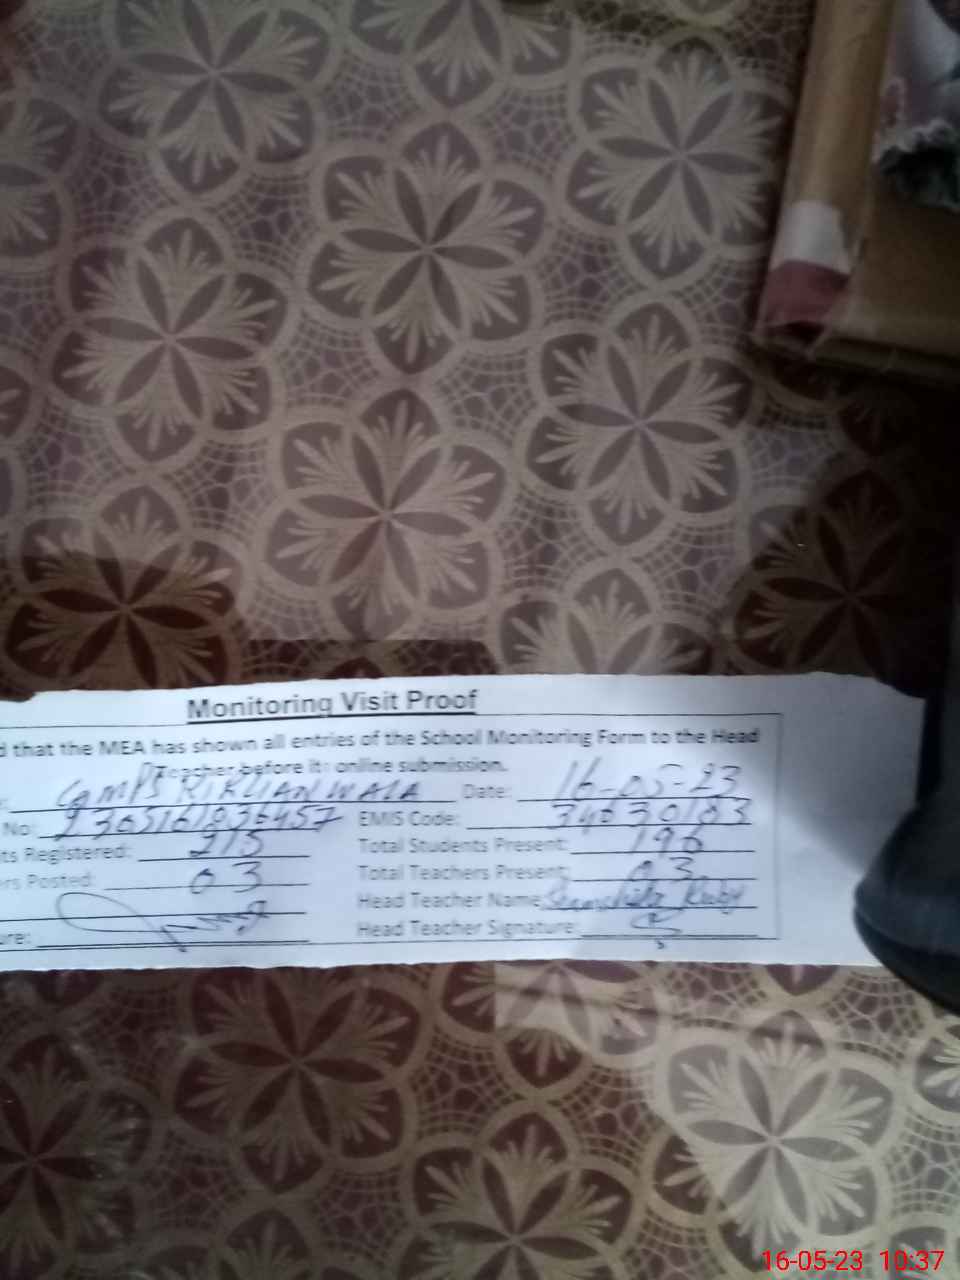 Monitoring Visit Proof
d that the MEA has shown all entries of the School Monitoring Form to the Head
Teacher before its online submission.
GMPS RIKLIANWALA Date: 16-05-23
No: EMIS Code: 34630183
ts Registered: 215 Total Students Present: 196
ers Posted: 03 Total Teachers Present: 03
Head Teacher Name:
ure: Head Teacher Signature:
16-05-23 10:37